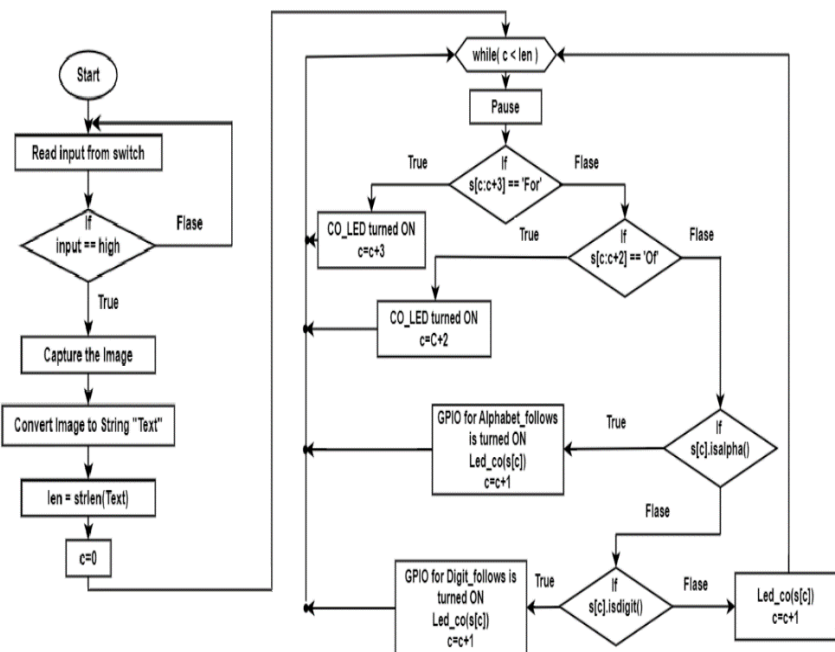 Start
Read input from switch
If
input == high
Flase
True
Capture the Image
Convert Image to String "Text"
len = strlen(Text)
c=0
while( c < len )
Pause
If
s[c:c+3] == 'For'
True
Flase
CO_LED turned ON
c=c+3
If
s[c:c+2] == 'Of'
True
Flase
CO_LED turned ON
c=C+2
If
s[c].isalpha()
True
GPIO for Alphabet_follows
is turned ON
Led_co(s[c])
c=c+1
Flase
If
s[c].isdigit()
True
GPIO for Digit_follows is
turned ON
Led_co(s[c])
c=c+1
Flase
Led_co(s[c])
c=c+1